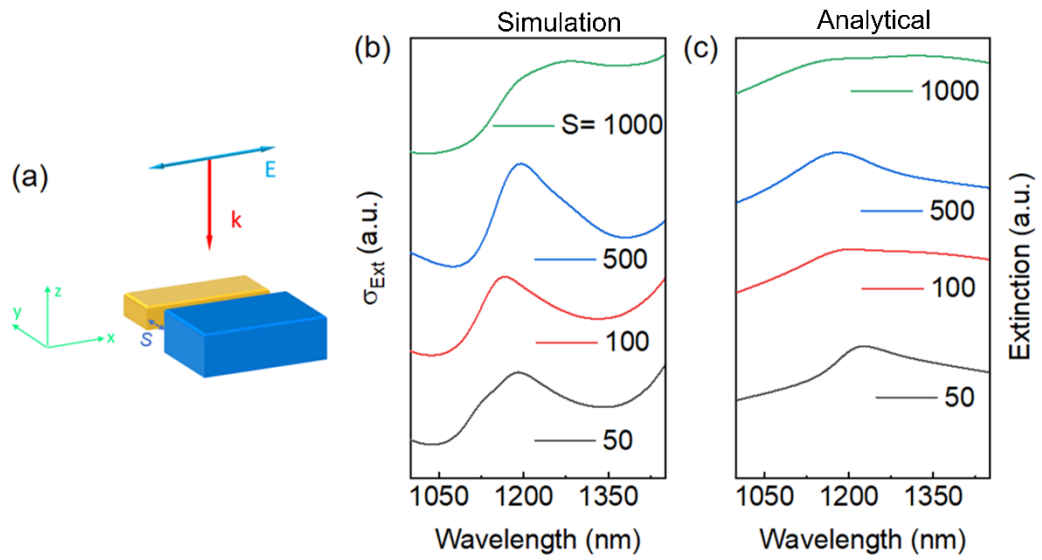 (a)
E
k
z
y
x
S
(b)
Simulation
S= 1000
500
100
50
σExt (a.u.)
1050 1200 1350
Wavelength (nm)
(c)
Analytical
1000
500
100
50
Extinction (a.u.)
1050 1200 1350
Wavelength (nm)